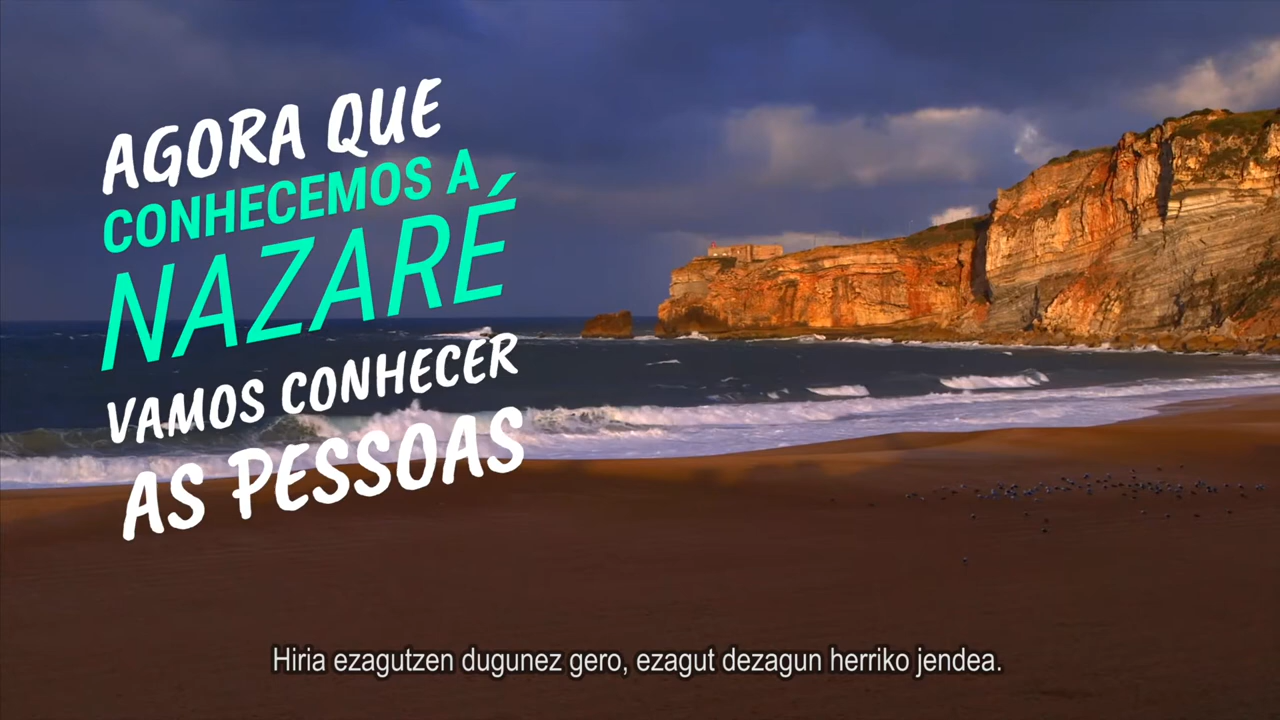 AGORA QUE
CONHECEMOS A
NAZARÉ
VAMOS CONHECER
AS PESSOAS
Hiria ezagutzen dugunez gero, ezagut dezagun herriko jendea.